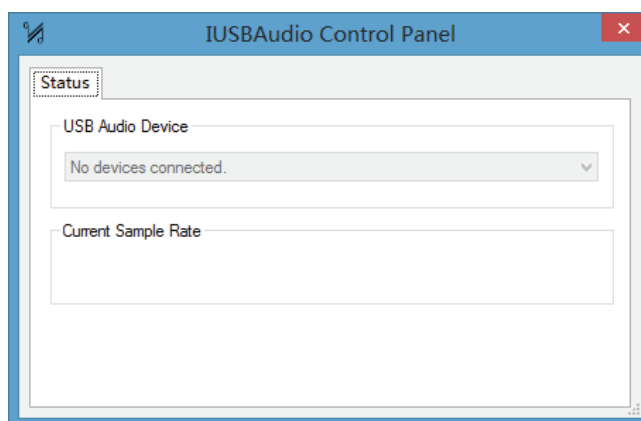 IUSBAudio Control Panel
Status
USB Audio Device
No devices connected.
Current Sample Rate